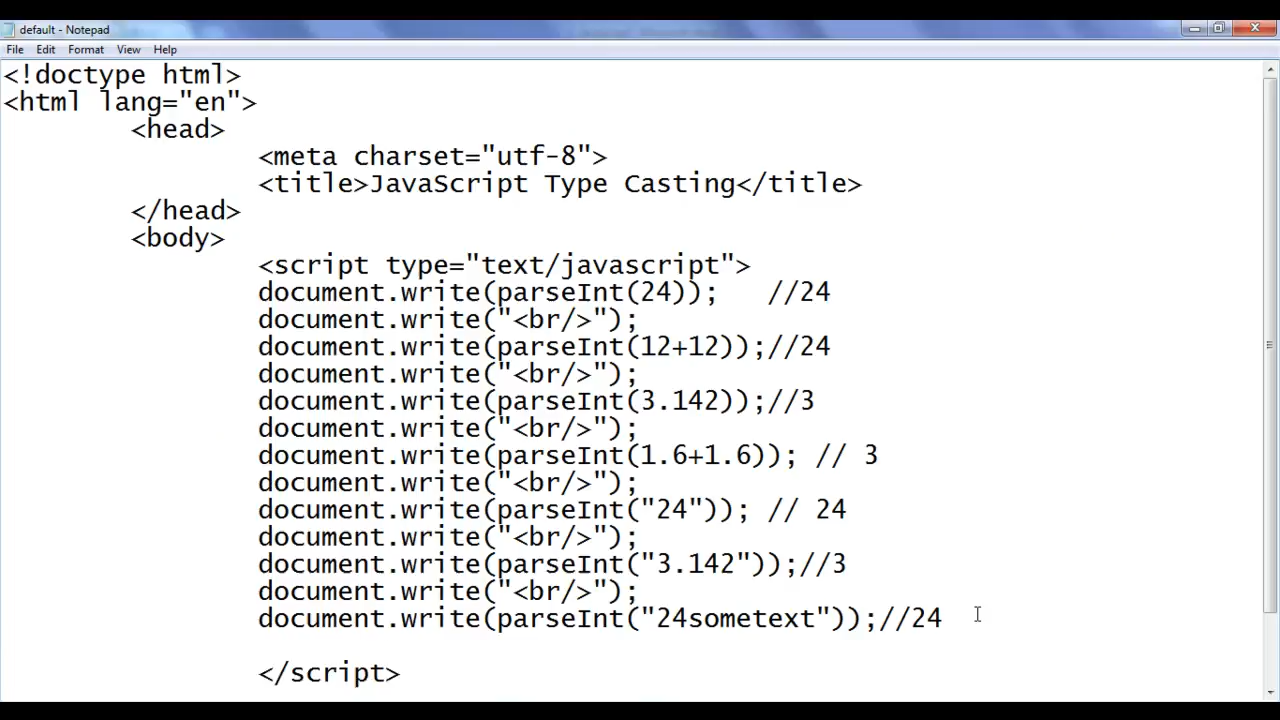 default - Notepad
File Edit Format View Help
<!doctype html>
<html lang="en">
<head>
<meta charset="utf-8">
<title>JavaScript Type Casting</title>
</head>
<body>
<script type="text/javascript">
document.write(parseInt(24)); //24
document.write("<br/>");
document.write(parseInt(12+12));//24
document.write("<br/>");
document.write(parseInt(3.142));//3
document.write("<br/>");
document.write(parseInt(1.6+1.6)); // 3
document.write("<br/>");
document.write(parseInt("24")); // 24
document.write("<br/>");
document.write(parseInt("3.142"));//3
document.write("<br/>");
document.write(parseInt("24sometext"));//24
</script>